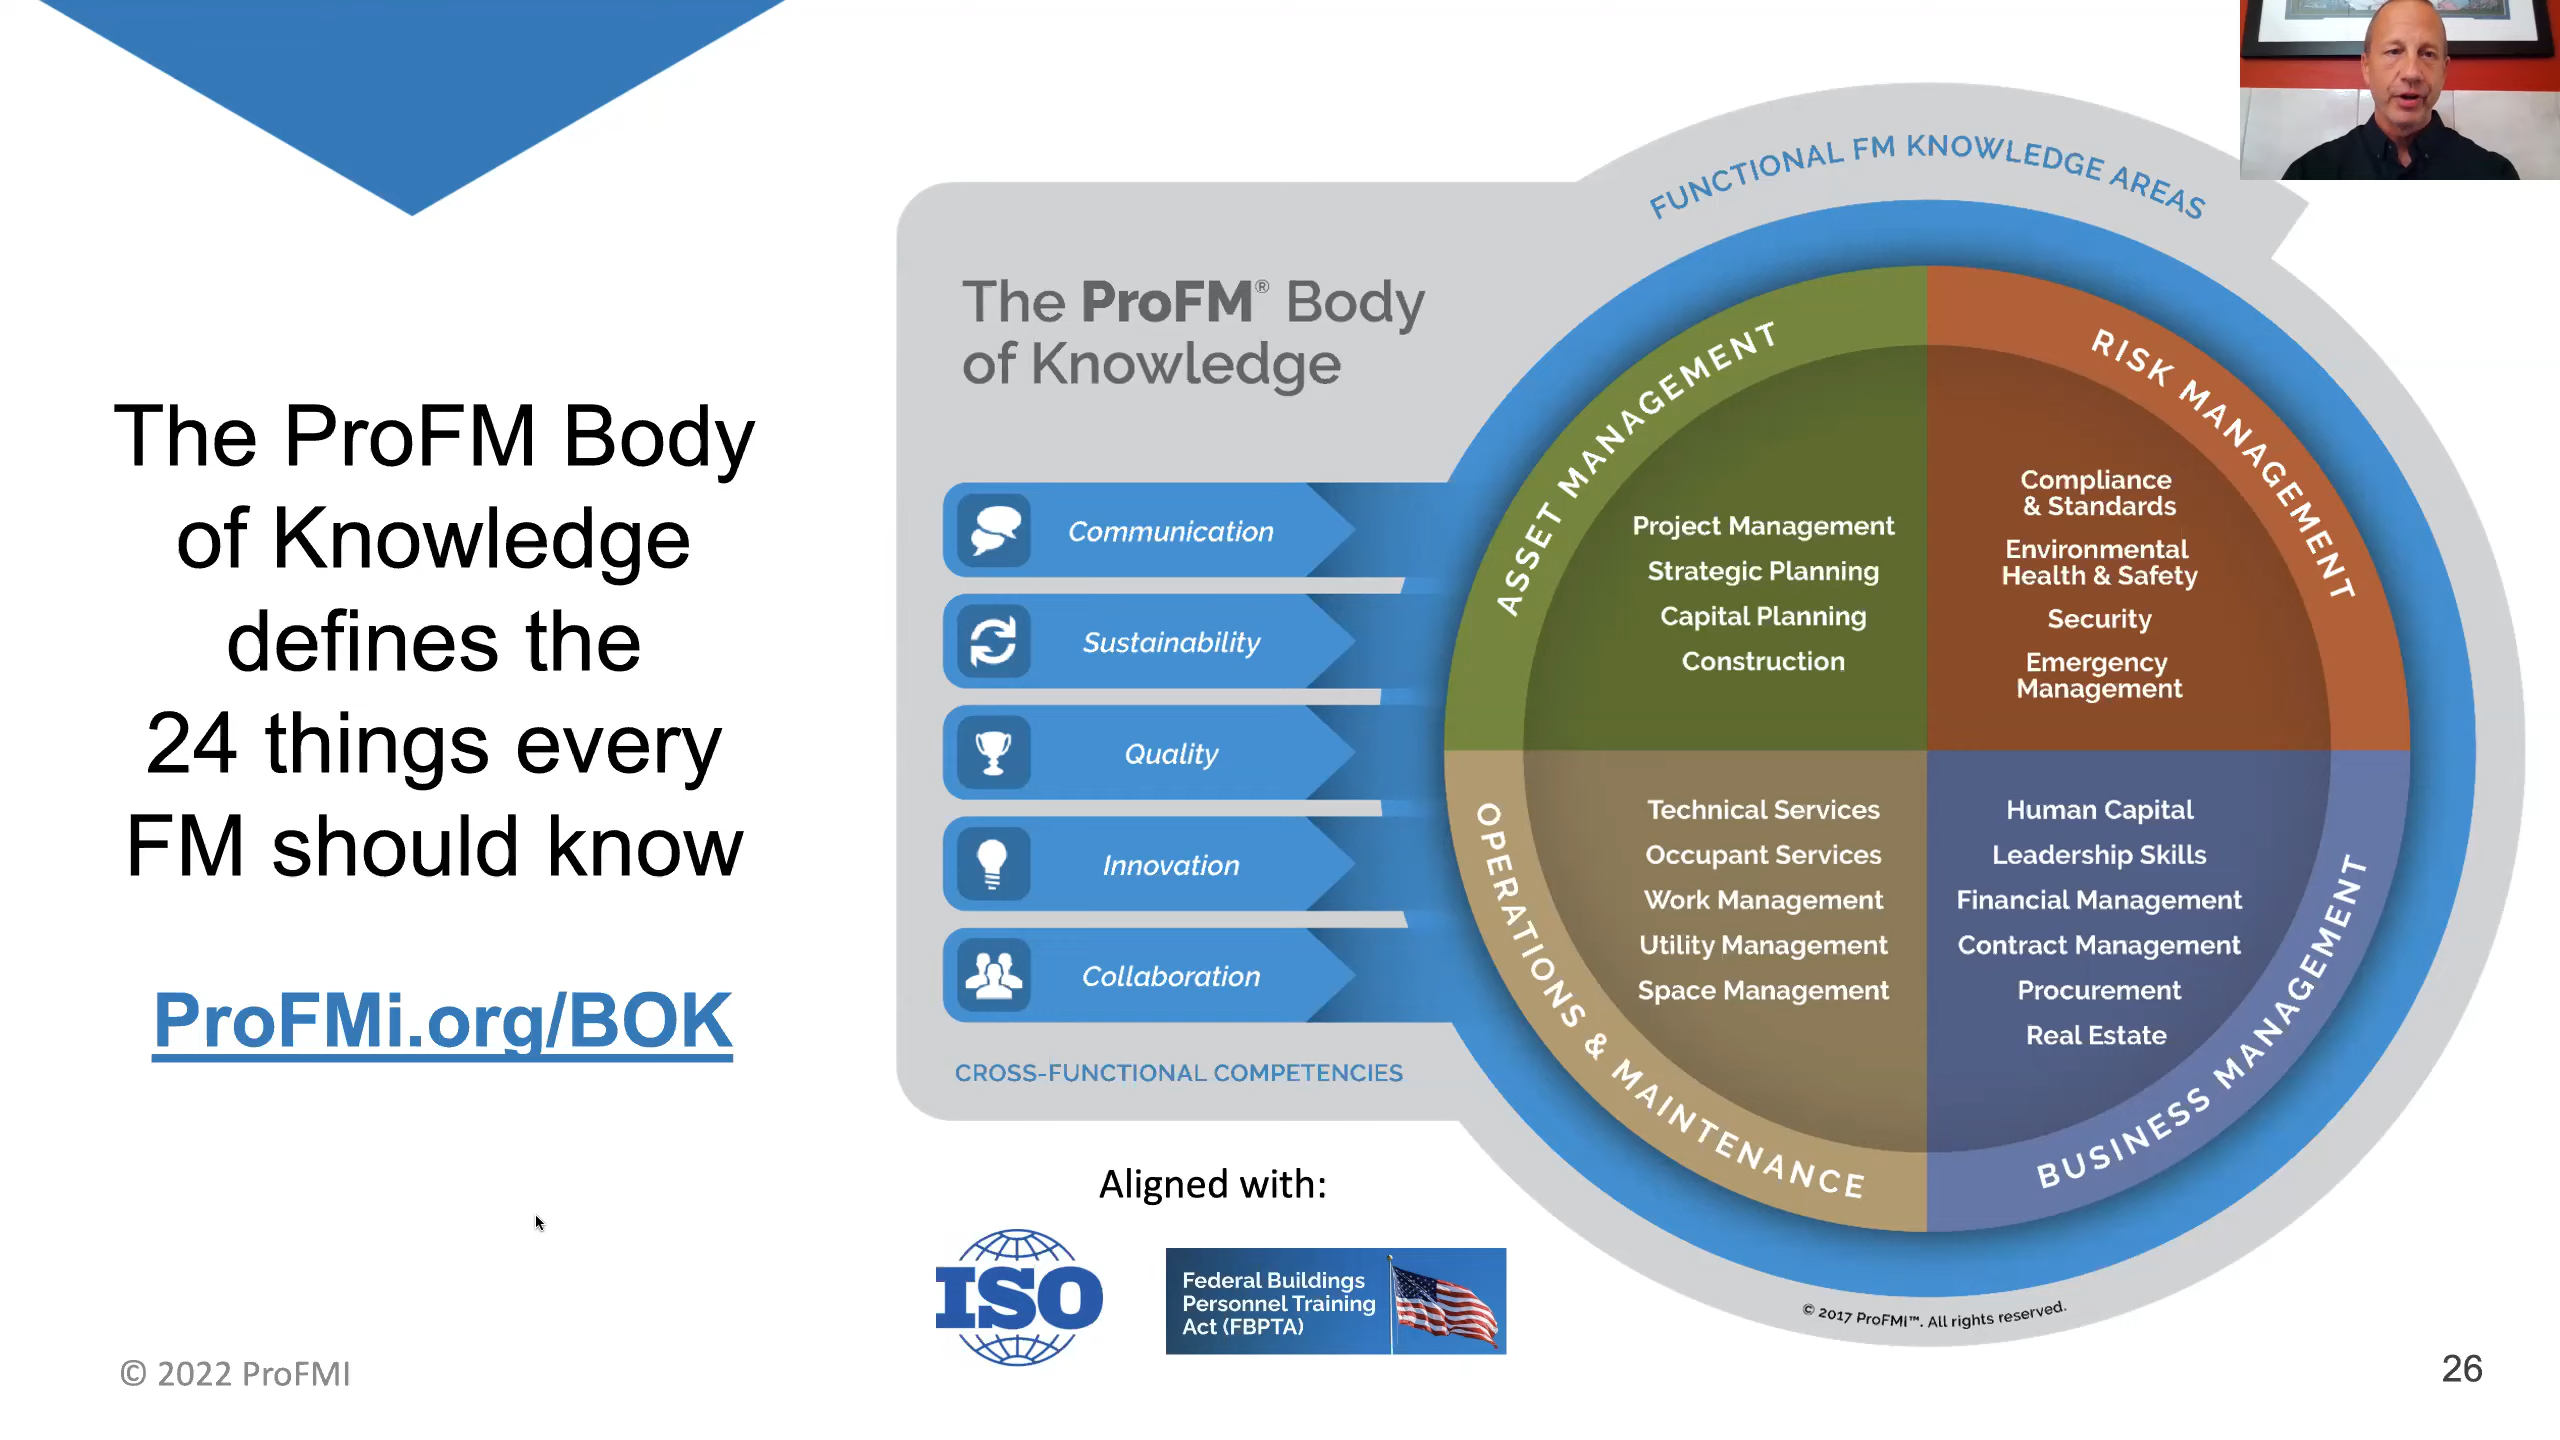 The ProFM Body
of Knowledge
defines the
24 things every
FM should know
ProFMi.org/BOK
The ProFM® Body
of Knowledge
Communication
Sustainability
Quality
Innovation
Collaboration
CROSS-FUNCTIONAL COMPETENCIES
FUNCTIONAL FM KNOWLEDGE AREAS
ASSET MANAGEMENT
Project Management
Strategic Planning
Capital Planning
Construction
RISK MANAGEMENT
Compliance
& Standards
Environmental
Health & Safety
Security
Emergency
Management
OPERATIONS & MAINTENANCE
Technical Services
Occupant Services
Work Management
Utility Management
Space Management
BUSINESS MANAGEMENT
Human Capital
Leadership Skills
Financial Management
Contract Management
Procurement
Real Estate
© 2017 ProFMI™. All rights reserved.
Aligned with:
ISO
Federal Buildings
Personnel Training
Act (FBPTA)
© 2022 ProFMI
26